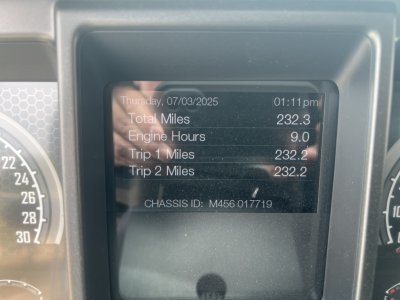 Thursday, 07/03/2025 01:11pm
Total Miles 232.3
Engine Hours 9.0
Trip 1 Miles 232.2
Trip 2 Miles 232.2
CHASSIS ID: M456 017719
22
24
26
28
30